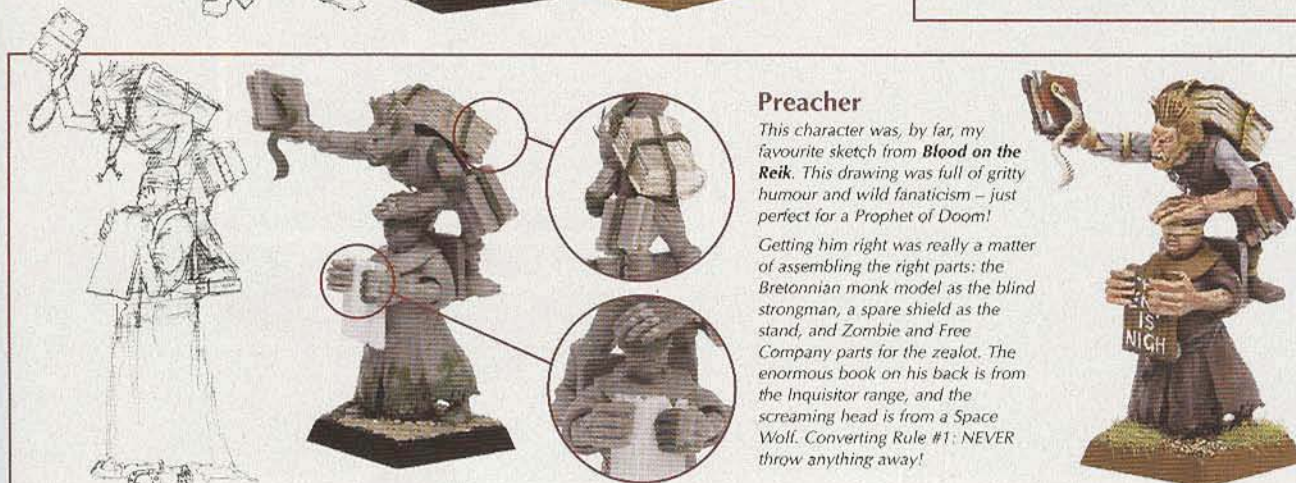 Preacher
This character was, by far, my
favourite sketch from Blood on the
Reik. This drawing was full of gritty
humour and wild fanaticism – just
perfect for a Prophet of Doom!
Getting him right was really a matter
of assembling the right parts: the
Bretonnian monk model as the blind
strongman, a spare shield as the
stand, and Zombie and Free
Company parts for the zealot. The
enormous book on his back is from
the Inquisitor range, and the
screaming head is from a Space
Wolf. Converting Rule #1: NEVER
throw anything away!
IS
NIGH